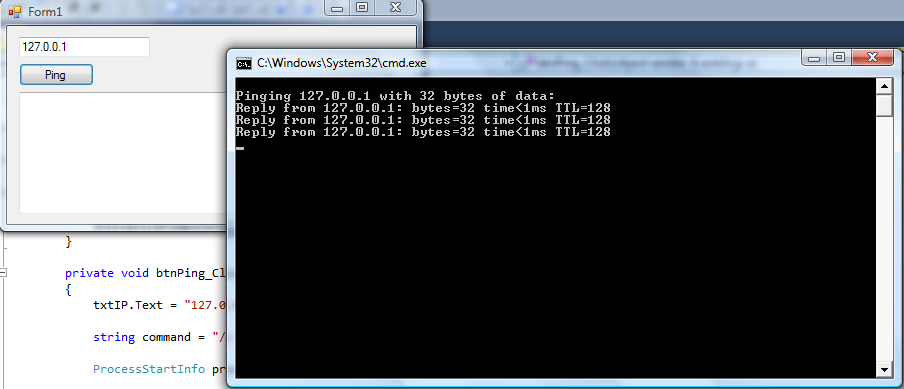 Form1
127.0.0.1
Ping
C:\Windows\System32\cmd.exe
Pinging 127.0.0.1 with 32 bytes of data:
Reply from 127.0.0.1: bytes=32 time<1ms TTL=128
Reply from 127.0.0.1: bytes=32 time<1ms TTL=128
Reply from 127.0.0.1: bytes=32 time<1ms TTL=128
}
private void btnPing_Cl
{
txtIP.Text = "127.0
string command = "/
ProcessStartInfo pr